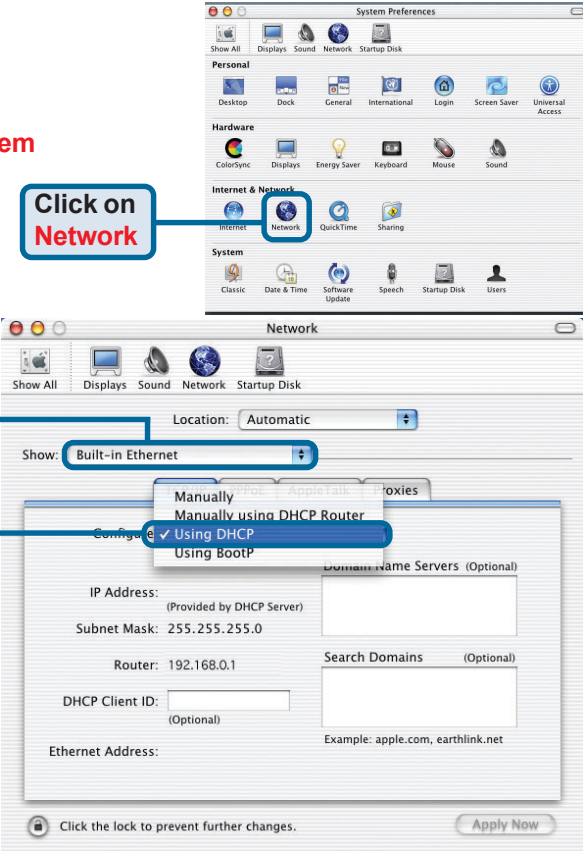 System Preferences
Show All Displays Sound Network Startup Disk
Personal
Desktop Dock General International Login Screen Saver Universal Access
Hardware
ColorSync Displays Energy Saver Keyboard Mouse Sound
Internet & Network
Internet Network QuickTime Sharing
System
Classic Date & Time Software Update Speech Startup Disk Users
em
Click on
Network
Network
Show All Displays Sound Network Startup Disk
Location: Automatic
Show: Built-in Ethernet
TCP/IP PPPoE AppleTalk Proxies
Manually
Manually using DHCP Router
Configure ✓ Using DHCP
Using BootP
Domain Name Servers (Optional)
IP Address:
(Provided by DHCP Server)
Subnet Mask: 255.255.255.0
Router: 192.168.0.1
Search Domains (Optional)
DHCP Client ID:
(Optional)
Example: apple.com, earthlink.net
Ethernet Address:
Click the lock to prevent further changes.
Apply Now